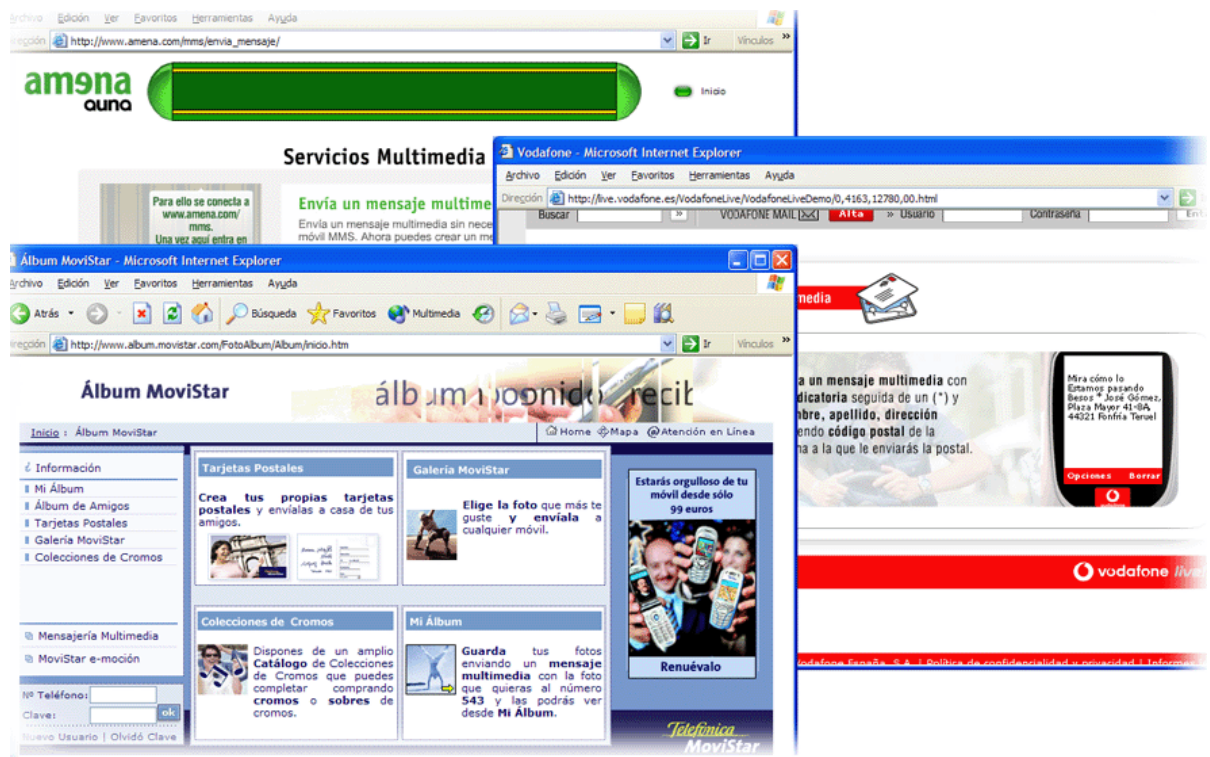 Archivo Edición Ver Favoritos Herramientas Ayuda
Dirección http://www.amena.com/mms/envia_mensaje/ Ir Vínculos »
amena
auna
Inicio
Servicios Multimedia
Para ello se conecta a
www.amena.com/
mms.
Una vez aquí entra en
Envía un mensaje multime
Envía un mensaje multimedia sin nece
móvil MMS. Ahora puedes crear un me
Vodafone - Microsoft Internet Explorer
Archivo Edición Ver Favoritos Herramientas Ayuda
Dirección http://live.vodafone.es/VodafoneLive/VodafoneLiveDemo/0,4163,12780,00.html
Buscar » VODAFONE MAIL Alta » Usuario Contraseña Ent
media
a un mensaje multimedia con
dicatoria seguida de un (*) y
mbre, apellido, dirección
endo código postal de la
na a la que le enviarás la postal.
Mira cómo lo
Estamos pasando
Besos * José Gómez,
Plaza Mayor 41-8A,
44321 Fonfría Teruel
Opciones Borrar
vodafone live
Vodafone España, S.A. | Política de confidencialidad y privacidad | Informes
Álbum MoviStar - Microsoft Internet Explorer
Archivo Edición Ver Favoritos Herramientas Ayuda
Atrás Búsqueda Favoritos Multimedia
Dirección http://www.album.movistar.com/FotoAlbum/Album/inicio.htm Ir Vínculos »
Álbum MoviStar
Inicio : Álbum MoviStar
Home Mapa @Atención en Línea
i Información
Mi Álbum
Álbum de Amigos
Tarjetas Postales
Galería MoviStar
Colecciones de Cromos
Mensajería Multimedia
MoviStar e-moción
Nº Teléfono:
Clave: ok
Nuevo Usuario | Olvidó Clave
Tarjetas Postales
Crea tus propias tarjetas
postales y envíalas a casa de tus
amigos.
Galería MoviStar
Elige la foto que más te
guste y envíala a
cualquier móvil.
Colecciones de Cromos
Dispones de un amplio
Catálogo de Colecciones
de Cromos que puedes
completar comprando
cromos o sobres de
cromos.
Mi Álbum
Guarda tus fotos
enviando un mensaje
multimedia con la foto
que quieras al número
543 y las podrás ver
desde Mi Álbum.
Estarás orgulloso de tu
móvil desde sólo
99 euros
Renuévalo
Telefónica
MoviStar